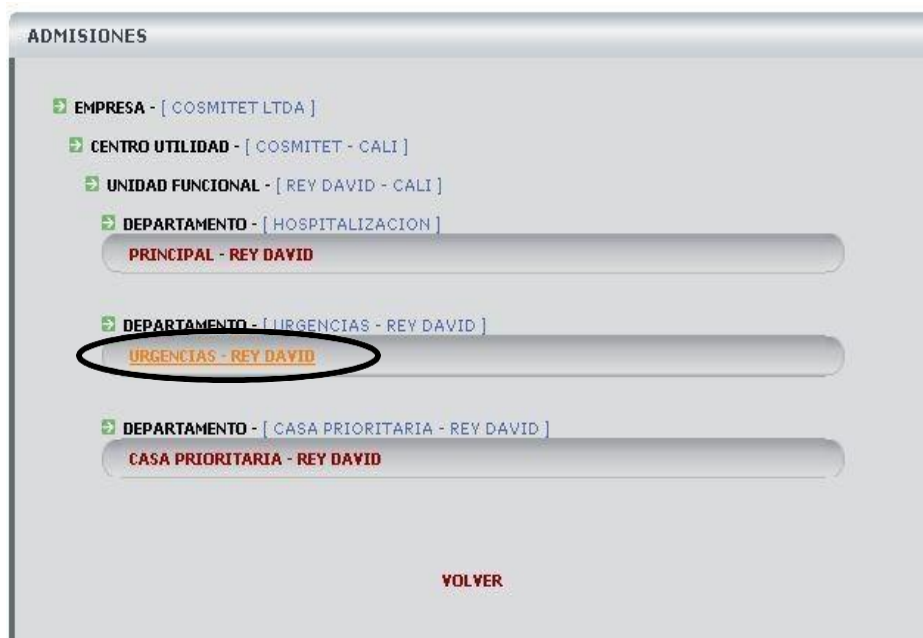 ADMISIONES
EMPRESA - [ COSMITET LTDA ]
CENTRO UTILIDAD - [ COSMITET - CALI ]
UNIDAD FUNCIONAL - [ REY DAVID - CALI ]
DEPARTAMENTO - [ HOSPITALIZACION ]
PRINCIPAL - REY DAVID
DEPARTAMENTO - [ URGENCIAS - REY DAVID ]
URGENCIAS - REY DAVID
DEPARTAMENTO - [ CASA PRIORITARIA - REY DAVID ]
CASA PRIORITARIA - REY DAVID
VOLVER